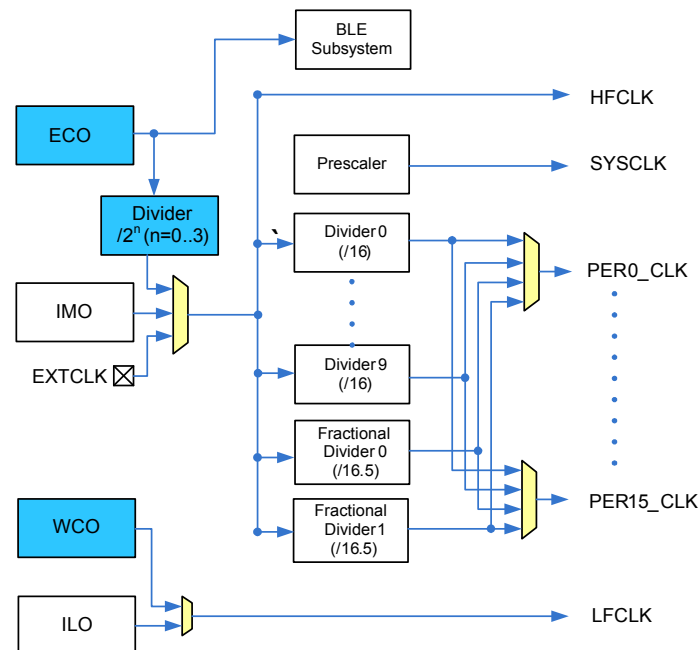 BLE
Subsystem
HFCLK
ECO
Prescaler
SYSCLK
Divider
/2ⁿ (n=0..3)
`
Divider 0
(/16)
PER0_CLK
IMO
EXTCLK
Divider 9
(/16)
Fractional
Divider 0
(/16.5)
PER15_CLK
WCO
Fractional
Divider 1
(/16.5)
ILO
LFCLK